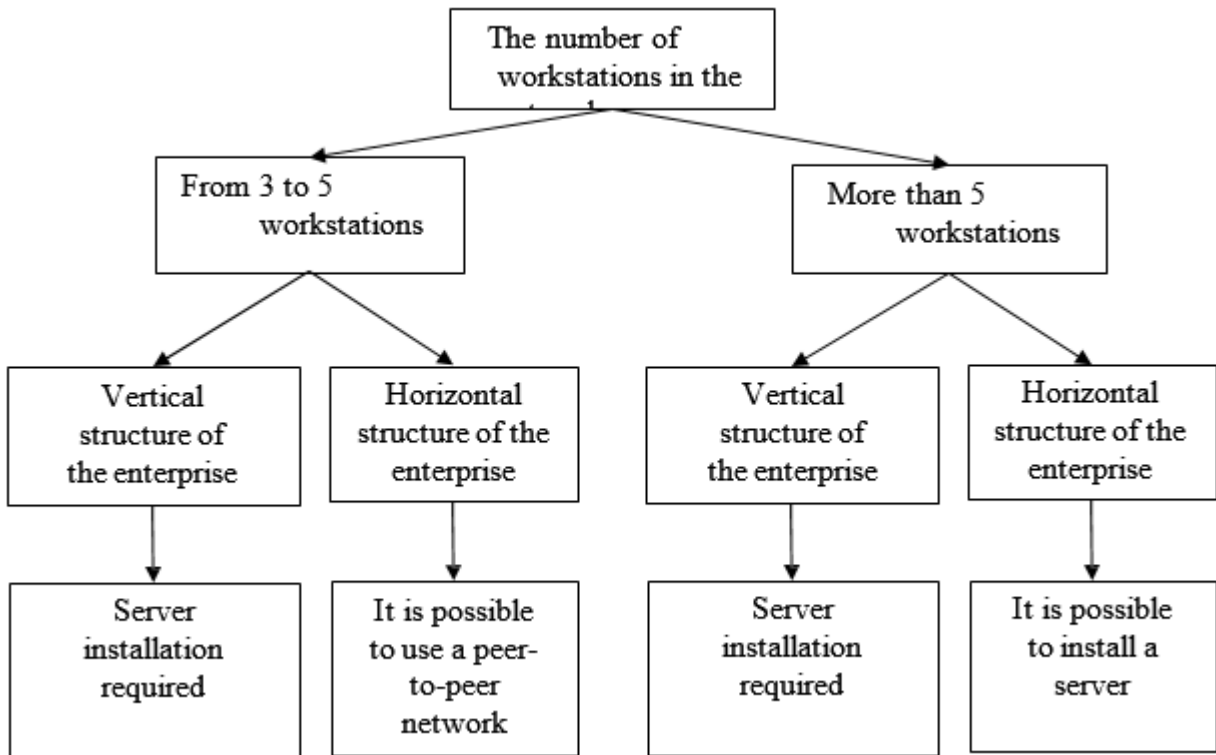 The number of
workstations in the
From 3 to 5
workstations
More than 5
workstations
Vertical
structure of
the enterprise
Horizontal
structure of the
enterprise
Vertical
structure of
the enterprise
Horizontal
structure of the
enterprise
Server
installation
required
It is possible
to use a peer-
to-peer
network
Server
installation
required
It is possible
to install a
server